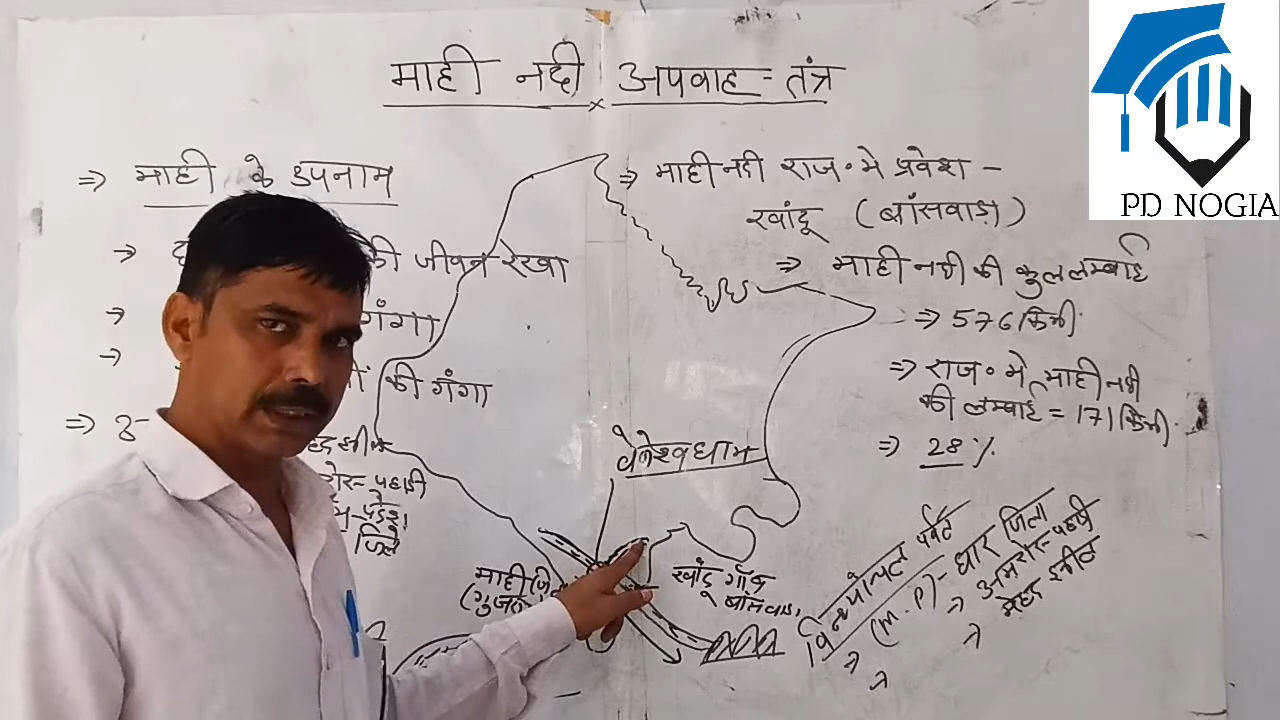 माही नदी अपवाह-तंत्र
PD NOGIA
⇒ माही के उपनाम
की जीवन रेखा
गंगा
की गंगा
⇒ माही नदी राज॰ मे प्रवेश -
खांदू (बांसवाड़ा)
⇒ माही नदी की कुल लम्बाई
⇒ 576 किमी
⇒ राज॰ मे माही नदी
की लम्बाई = 171 किमी
⇒ 28 %
वेणेश्वधाम
माही
खांदू गाँव
बांसवाड़ा
विन्ध्यांचल पर्वत
(M.P) - धार जिला
→ अमरोरू पहाड़ी
→ मेहद झील